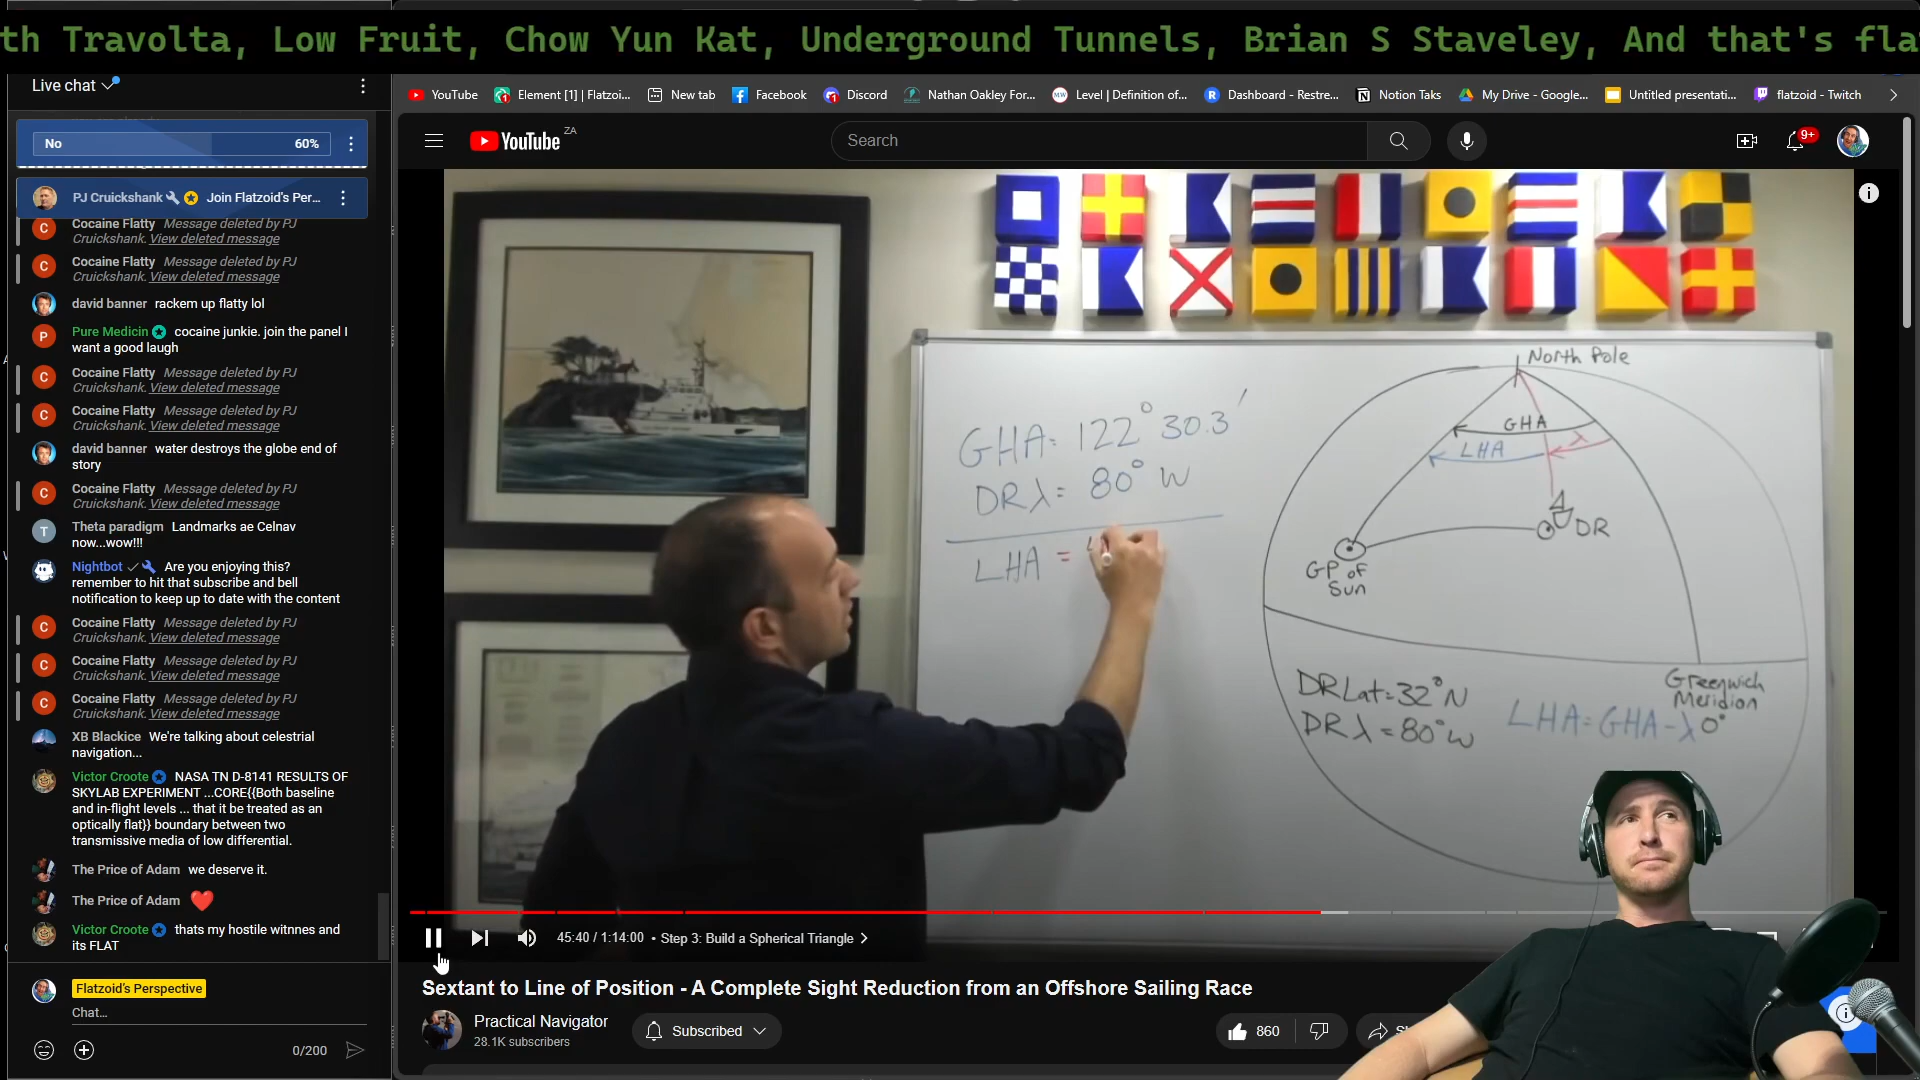 th Travolta, Low Fruit, Chow Yun Kat, Underground Tunnels, Brian S Staveley, And that's fla
Live chat
No 60%
PJ Cruickshank Join Flatzoid's Per...
Cocaine Flatty Message deleted by PJ
Cruickshank. View deleted message
Cocaine Flatty Message deleted by PJ
Cruickshank. View deleted message
david banner rackem up flatty lol
Pure Medicin cocaine junkie. join the panel I
want a good laugh
Cocaine Flatty Message deleted by PJ
Cruickshank. View deleted message
Cocaine Flatty Message deleted by PJ
Cruickshank. View deleted message
david banner water destroys the globe end of
story
Cocaine Flatty Message deleted by PJ
Cruickshank. View deleted message
Theta paradigm Landmarks ae Celnav
now...wow!!!
Nightbot Are you enjoying this?
remember to hit that subscribe and bell
notification to keep up to date with the content
Cocaine Flatty Message deleted by PJ
Cruickshank. View deleted message
Cocaine Flatty Message deleted by PJ
Cruickshank. View deleted message
Cocaine Flatty Message deleted by PJ
Cruickshank. View deleted message
XB Blackice We're talking about celestrial
navigation...
Victor Croote NASA TN D-8141 RESULTS OF
SKYLAB EXPERIMENT ...CORE{{Both baseline
and in-flight levels ... that it be treated as an
optically flat}} boundary between two
transmissive media of low differential.
The Price of Adam we deserve it.
The Price of Adam
Victor Croote thats my hostile witnnes and
its FLAT
Flatzoid's Perspective
Chat...
0/200
YouTube Element [1] | Flatzoi... New tab Facebook Discord Nathan Oakley For... Level | Definition of... Dashboard - Restre... Notion Taks My Drive - Google... Untitled presentati... flatzoid - Twitch
YouTube ZA
Search
9+
North Pole
GHA
LHA λ
DR
GP of
Sun
GHA= 122° 30.3'
DRλ= 80° W
LHA =
Greenwich
Meridion
0°
DR Lat=32°N
DR λ =80°W
LHA=GHA-λ
45:40 / 1:14:00 • Step 3: Build a Spherical Triangle
Sextant to Line of Position - A Complete Sight Reduction from an Offshore Sailing Race
Practical Navigator
28.1K subscribers
Subscribed
860